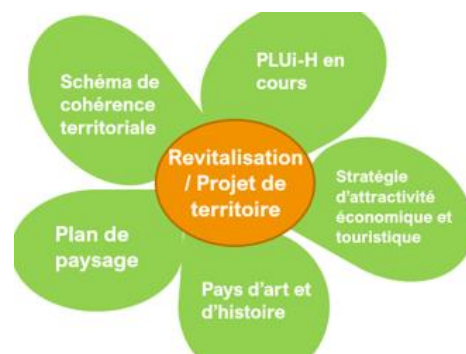 Schéma de
cohérence
territoriale
PLUi-H en
cours
Revitalisation
/ Projet de
territoire
Stratégie
d'attractivité
économique et
touristique
Plan de
paysage
Pays d'art et
d'histoire